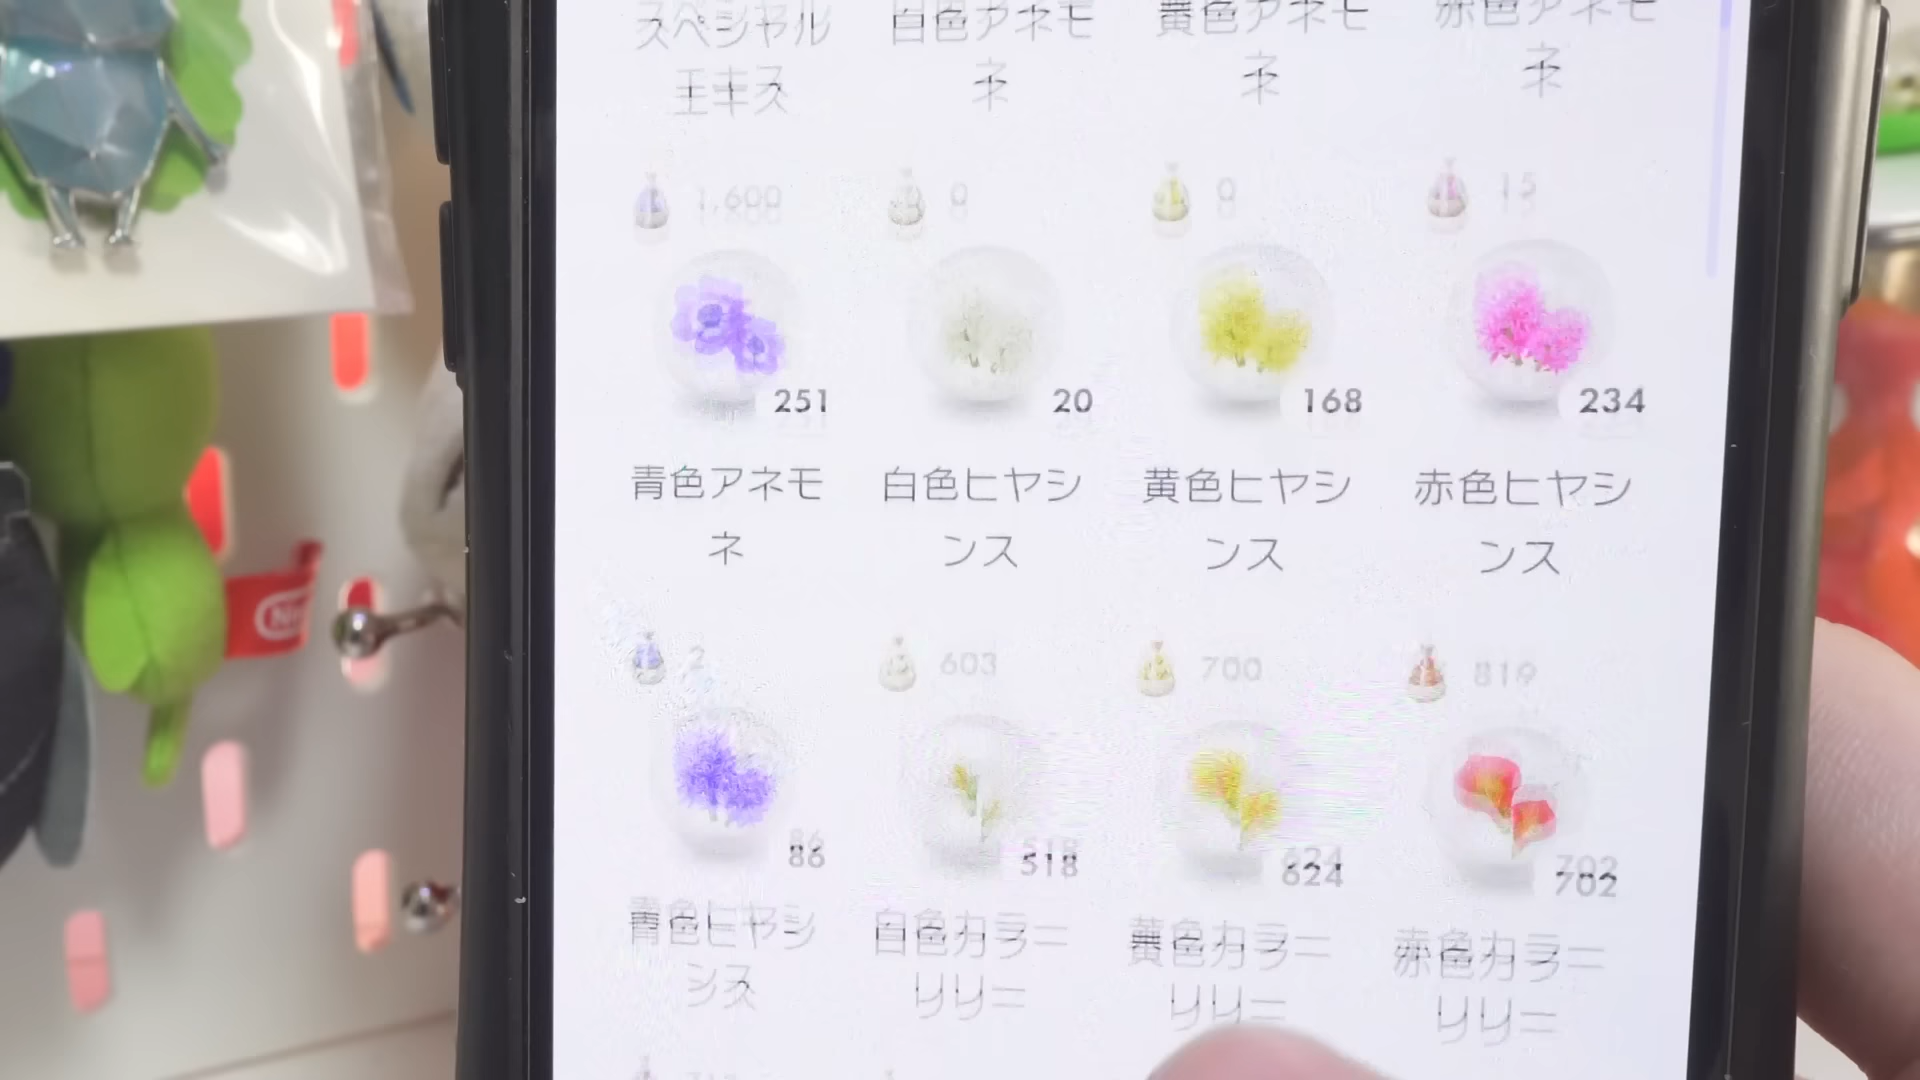 スペシャル 白色アネモ 黄色アネモ 赤色アネモ
エキス ネ ネ ネ
1,600 0 0 15
251 20 168 234
青色アネモ 白色ヒヤシ 黄色ヒヤシ 赤色ヒヤシ
ネ ンス ンス ンス
2 603 700 819
86 518 624 702
青色ヒヤシ 白色カラー 黄色カラー 赤色カラー
ンス リリー リリー リリー